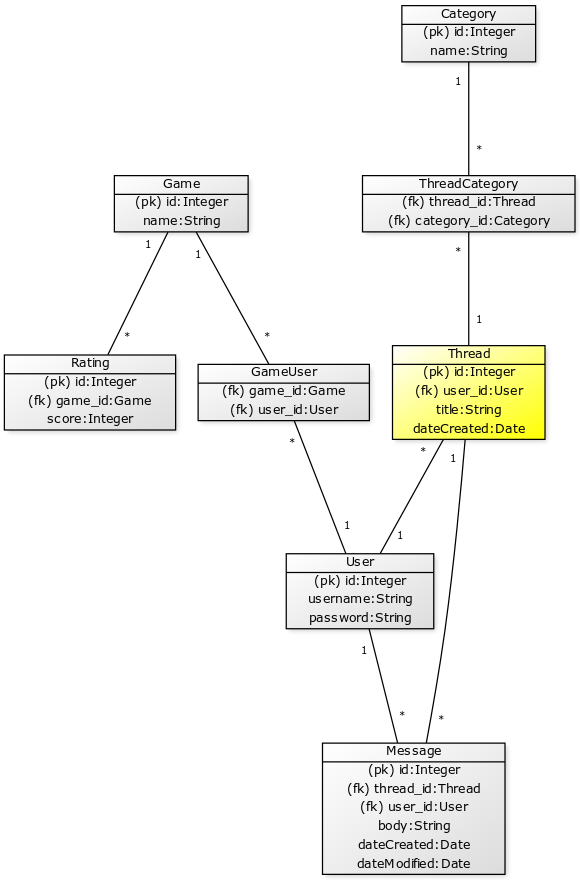 Category
(pk) id:Integer
name:String
1
*
Game
(pk) id:Integer
name:String
ThreadCategory
(fk) thread_id:Thread
(fk) category_id:Category
1
1
*
*
*
1
Rating
(pk) id:Integer
(fk) game_id:Game
score:Integer
GameUser
(fk) game_id:Game
(fk) user_id:User
Thread
(pk) id:Integer
(fk) user_id:User
title:String
dateCreated:Date
*
*
1
1
1
User
(pk) id:Integer
username:String
password:String
1
*
*
Message
(pk) id:Integer
(fk) thread_id:Thread
(fk) user_id:User
body:String
dateCreated:Date
dateModified:Date